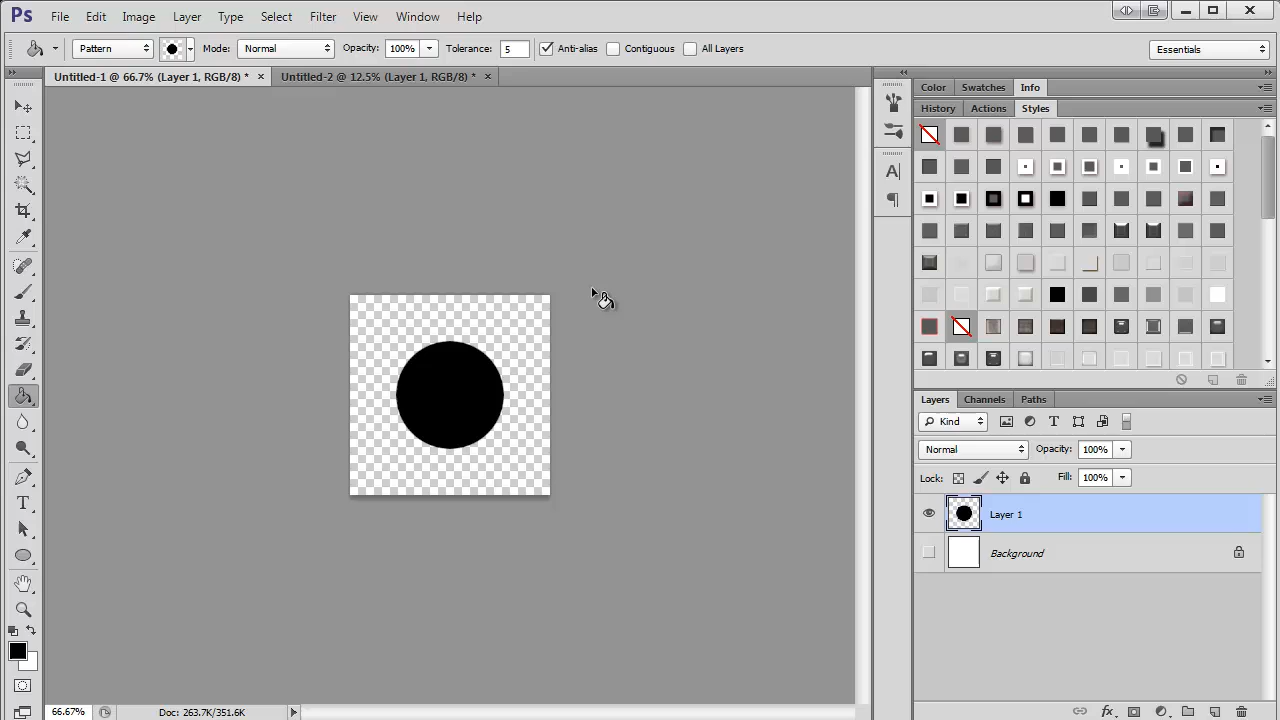 Ps File Edit Image Layer Type Select Filter View Window Help
Pattern Mode: Normal Opacity: 100% Tolerance: 5 Anti-alias Contiguous All Layers Essentials
Untitled-1 @ 66.7% (Layer 1, RGB/8) * × Untitled-2 @ 12.5% (Layer 1, RGB/8) * ×
Color Swatches Info
History Actions Styles
Layers Channels Paths
Kind
Normal Opacity: 100%
Lock: Fill: 100%
Layer 1
Background
66.67% Doc: 263.7K/351.6K